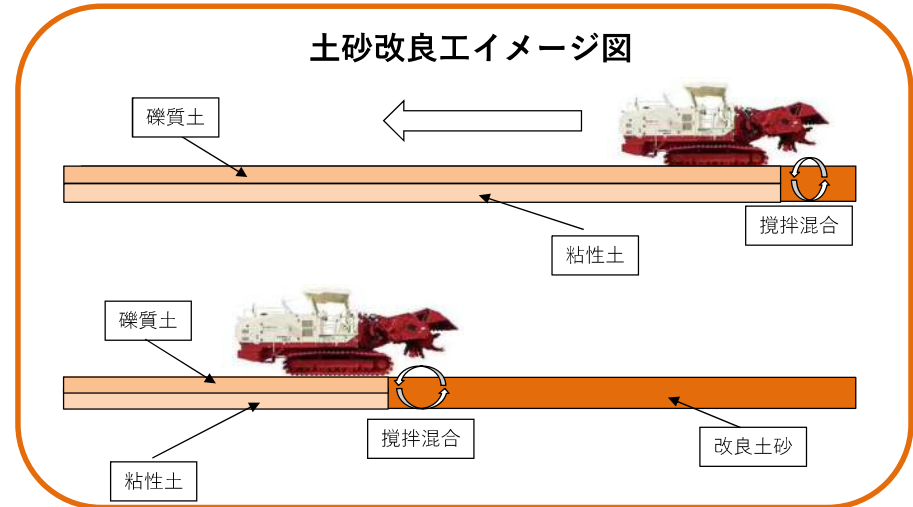 土砂改良工イメージ図
礫質土
撹拌混合
粘性土
礫質土
撹拌混合
改良土砂
粘性土